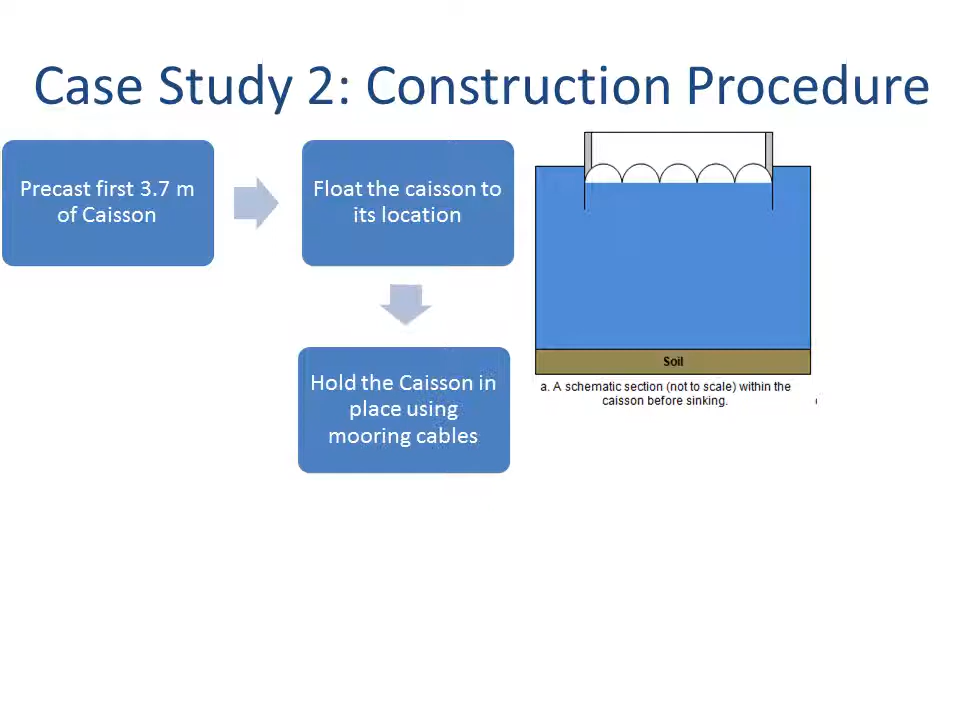 Case Study 2: Construction Procedure
Precast first 3.7 m
of Caisson
Float the caisson to
its location
Hold the Caisson in
place using
mooring cables
Soil
a. A schematic section (not to scale) within the
caisson before sinking.